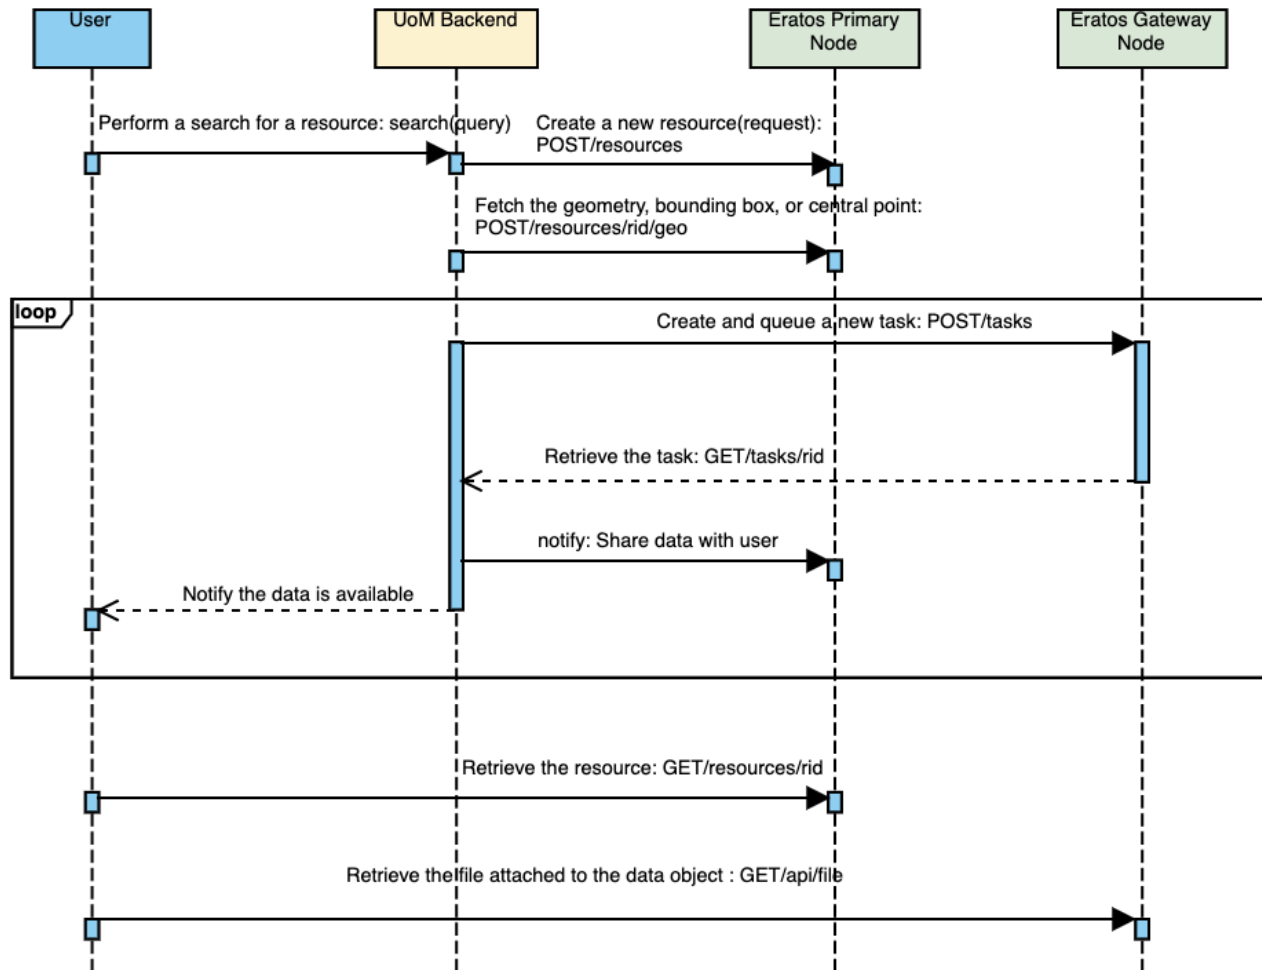 User
UoM Backend
Eratos Primary
Node
Eratos Gateway
Node
Perform a search for a resource: search(query)
Create a new resource(request):
POST/resources
Fetch the geometry, bounding box, or central point:
POST/resources/rid/geo
loop
Create and queue a new task: POST/tasks
Retrieve the task: GET/tasks/rid
notify: Share data with user
Notify the data is available
Retrieve the resource: GET/resources/rid
Retrieve the file attached to the data object : GET/api/file